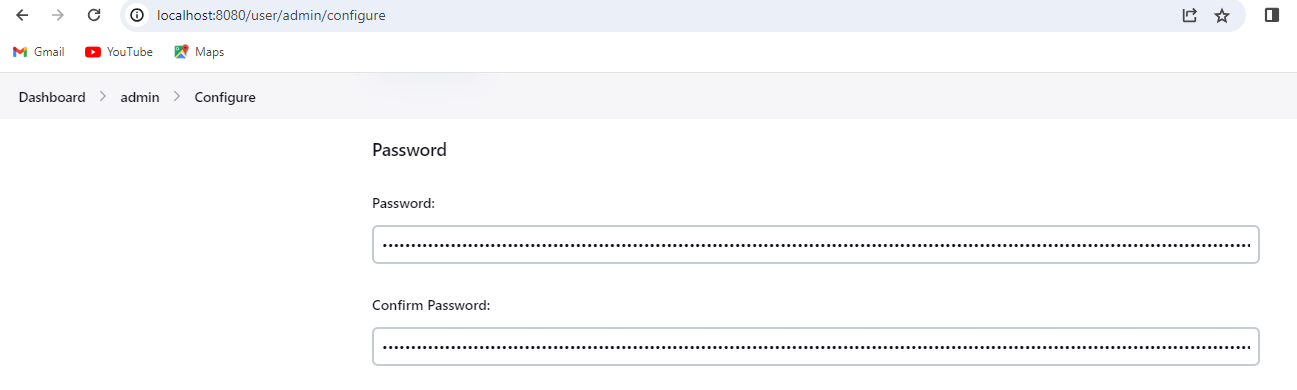 localhost:8080/user/admin/configure
Gmail YouTube Maps
Dashboard > admin > Configure
Password
Password:
Confirm Password: